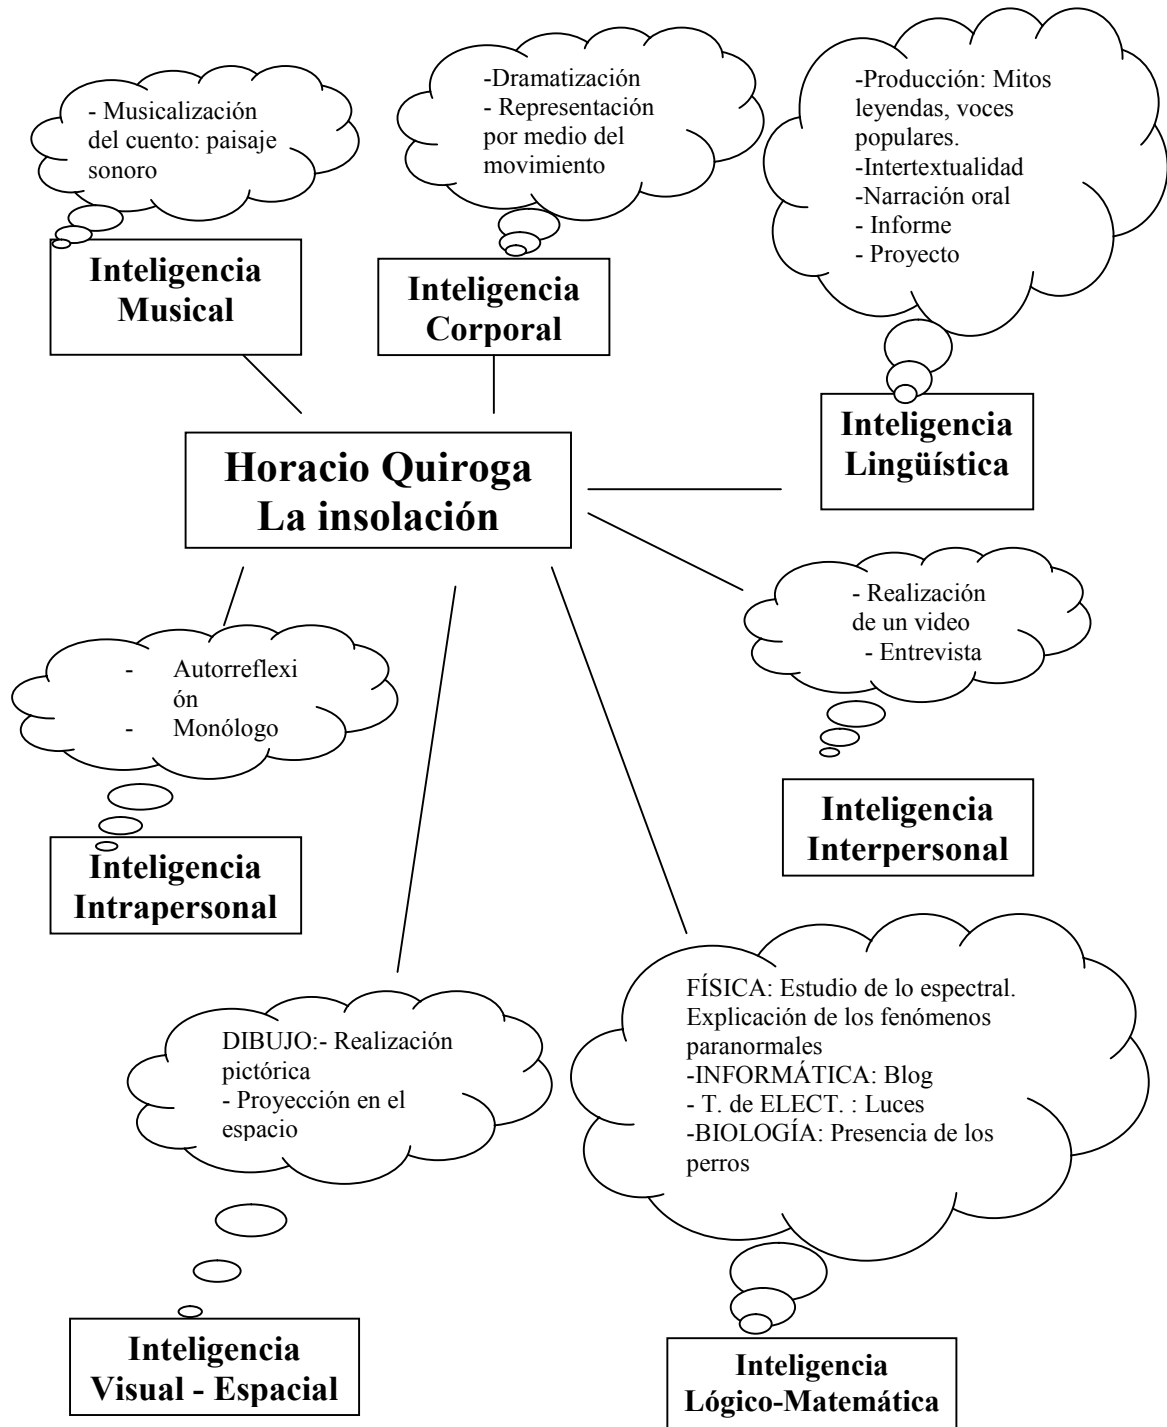 - Musicalización
del cuento: paisaje
sonoro
Inteligencia
Musical
-Dramatización
- Representación
por medio del
movimiento
Inteligencia
Corporal
-Producción: Mitos
leyendas, voces
populares.
-Intertextualidad
-Narración oral
- Informe
- Proyecto
Inteligencia
Lingüística
Horacio Quiroga
La insolación
- Realización
de un video
- Entrevista
Inteligencia
Interpersonal
- Autorreflexi
ón
- Monólogo
Inteligencia
Intrapersonal
DIBUJO:- Realización
pictórica
- Proyección en el
espacio
Inteligencia
Visual - Espacial
FÍSICA: Estudio de lo espectral.
Explicación de los fenómenos
paranormales
-INFORMÁTICA: Blog
- T. de ELECT. : Luces
-BIOLOGÍA: Presencia de los
perros
Inteligencia
Lógico-Matemática